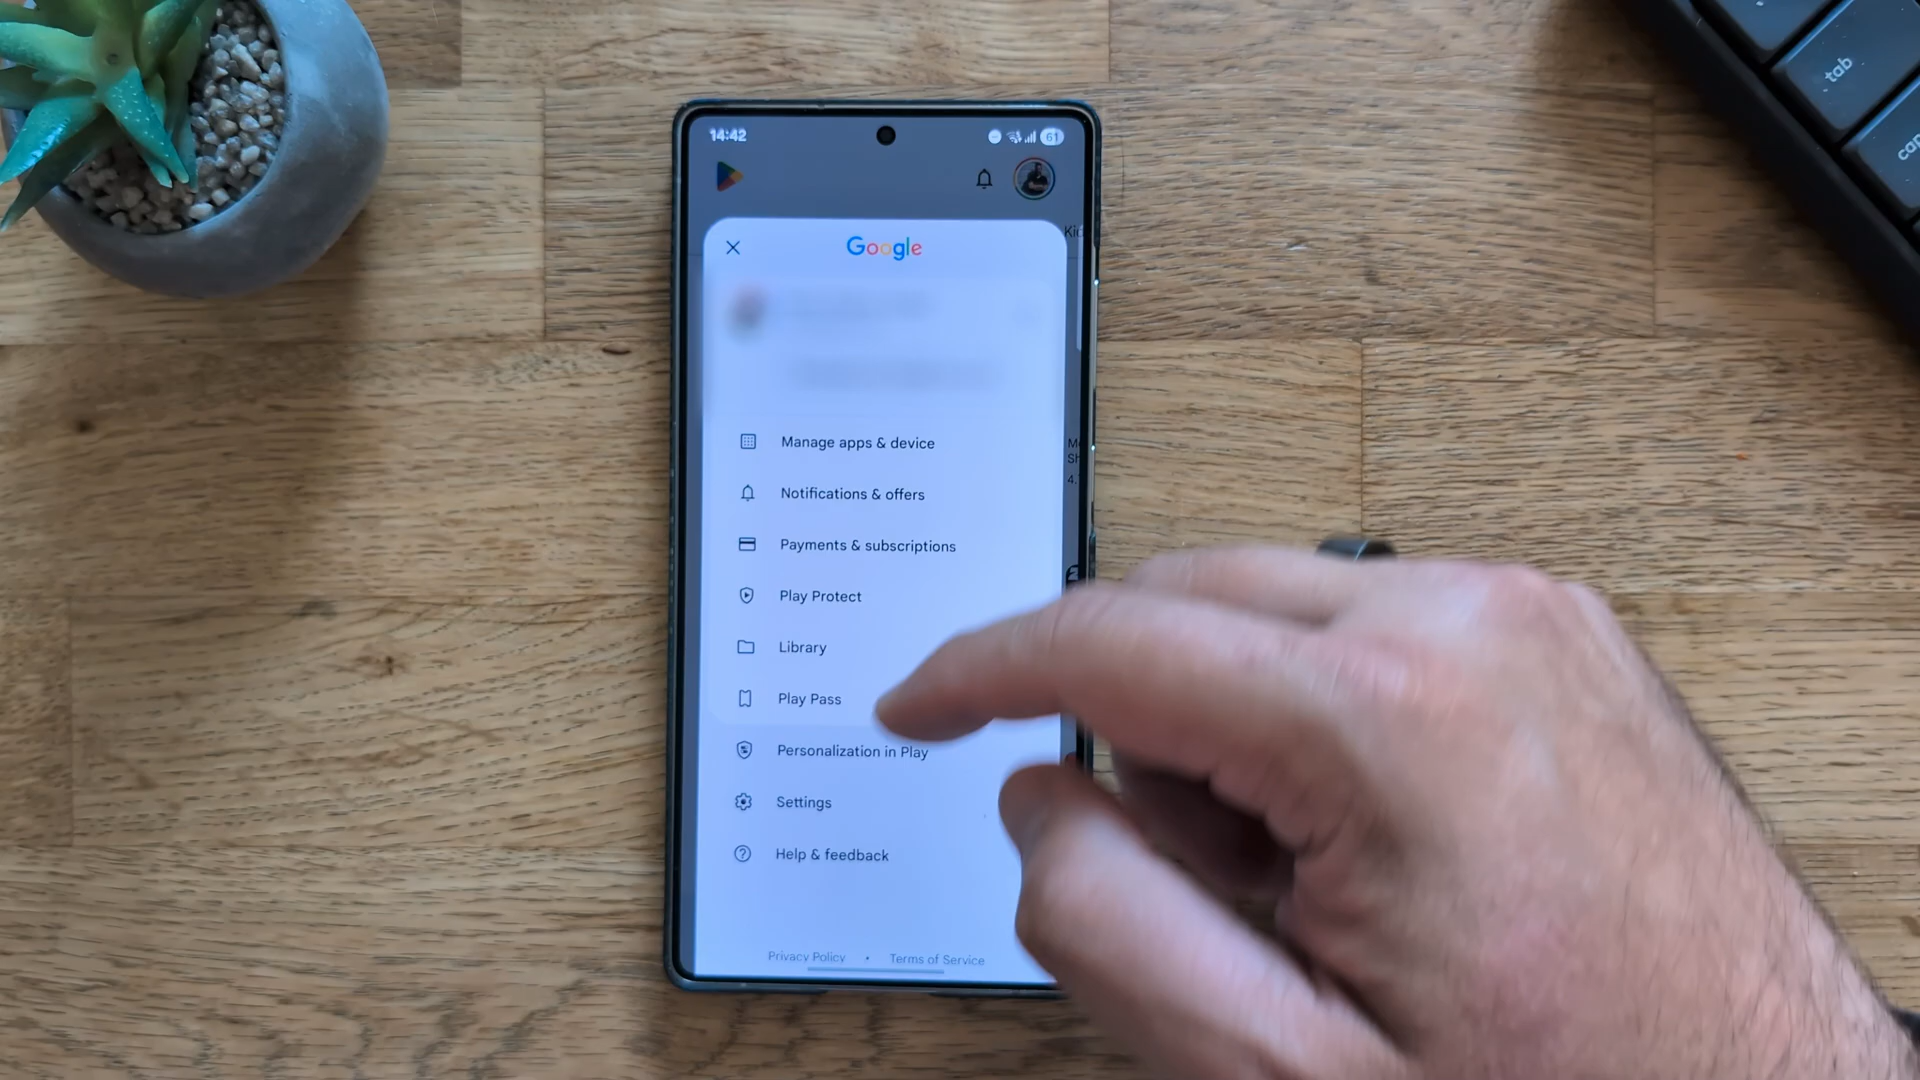 14:42
61
Google
Manage apps & device
Notifications & offers
Payments & subscriptions
Play Protect
Library
Play Pass
Personalization in Play
Settings
Help & feedback
Privacy Policy • Terms of Service
tab